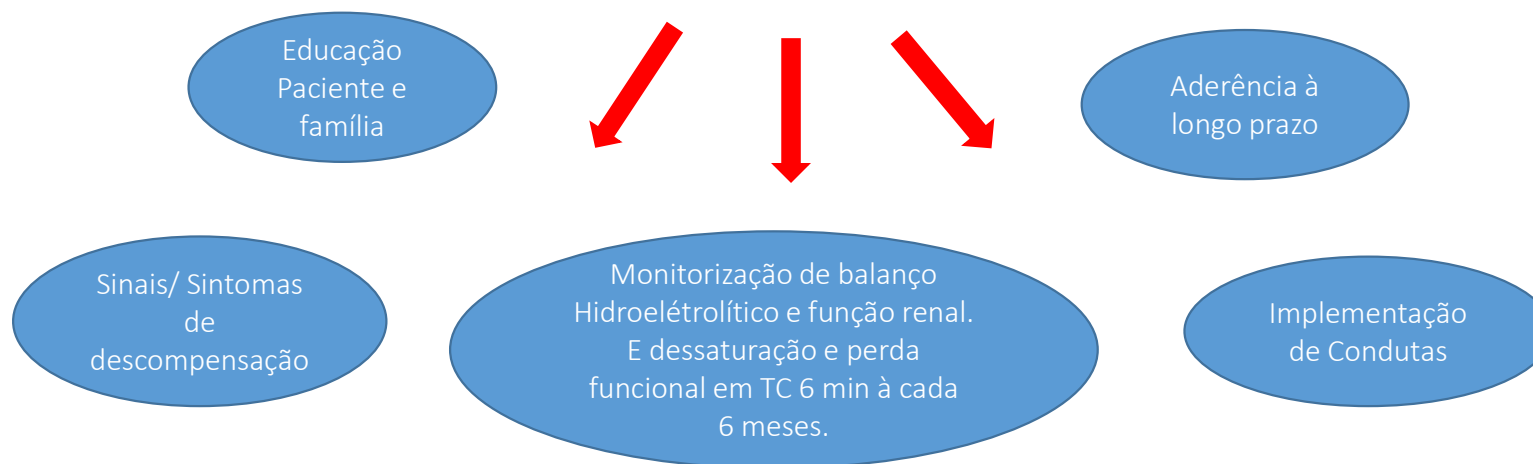 Educação
Paciente e
família
Aderência à
longo prazo
Sinais/ Sintomas
de
descompensação
Monitorização de balanço
Hidroelétrolítico e função renal.
E dessaturação e perda
funcional em TC 6 min à cada
6 meses.
Implementação
de Condutas